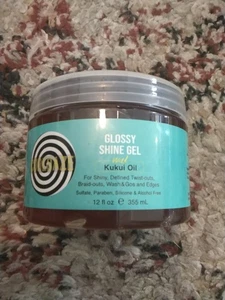 GLOSSY
SHINE GEL
Kukui Oil
For Shiny, Defined Twist-outs,
Braid-outs, Wash & Gos and Edges
Sulfate, Paraben, Silicone & Alcohol Free
12 fl oz ℮ 355 mL